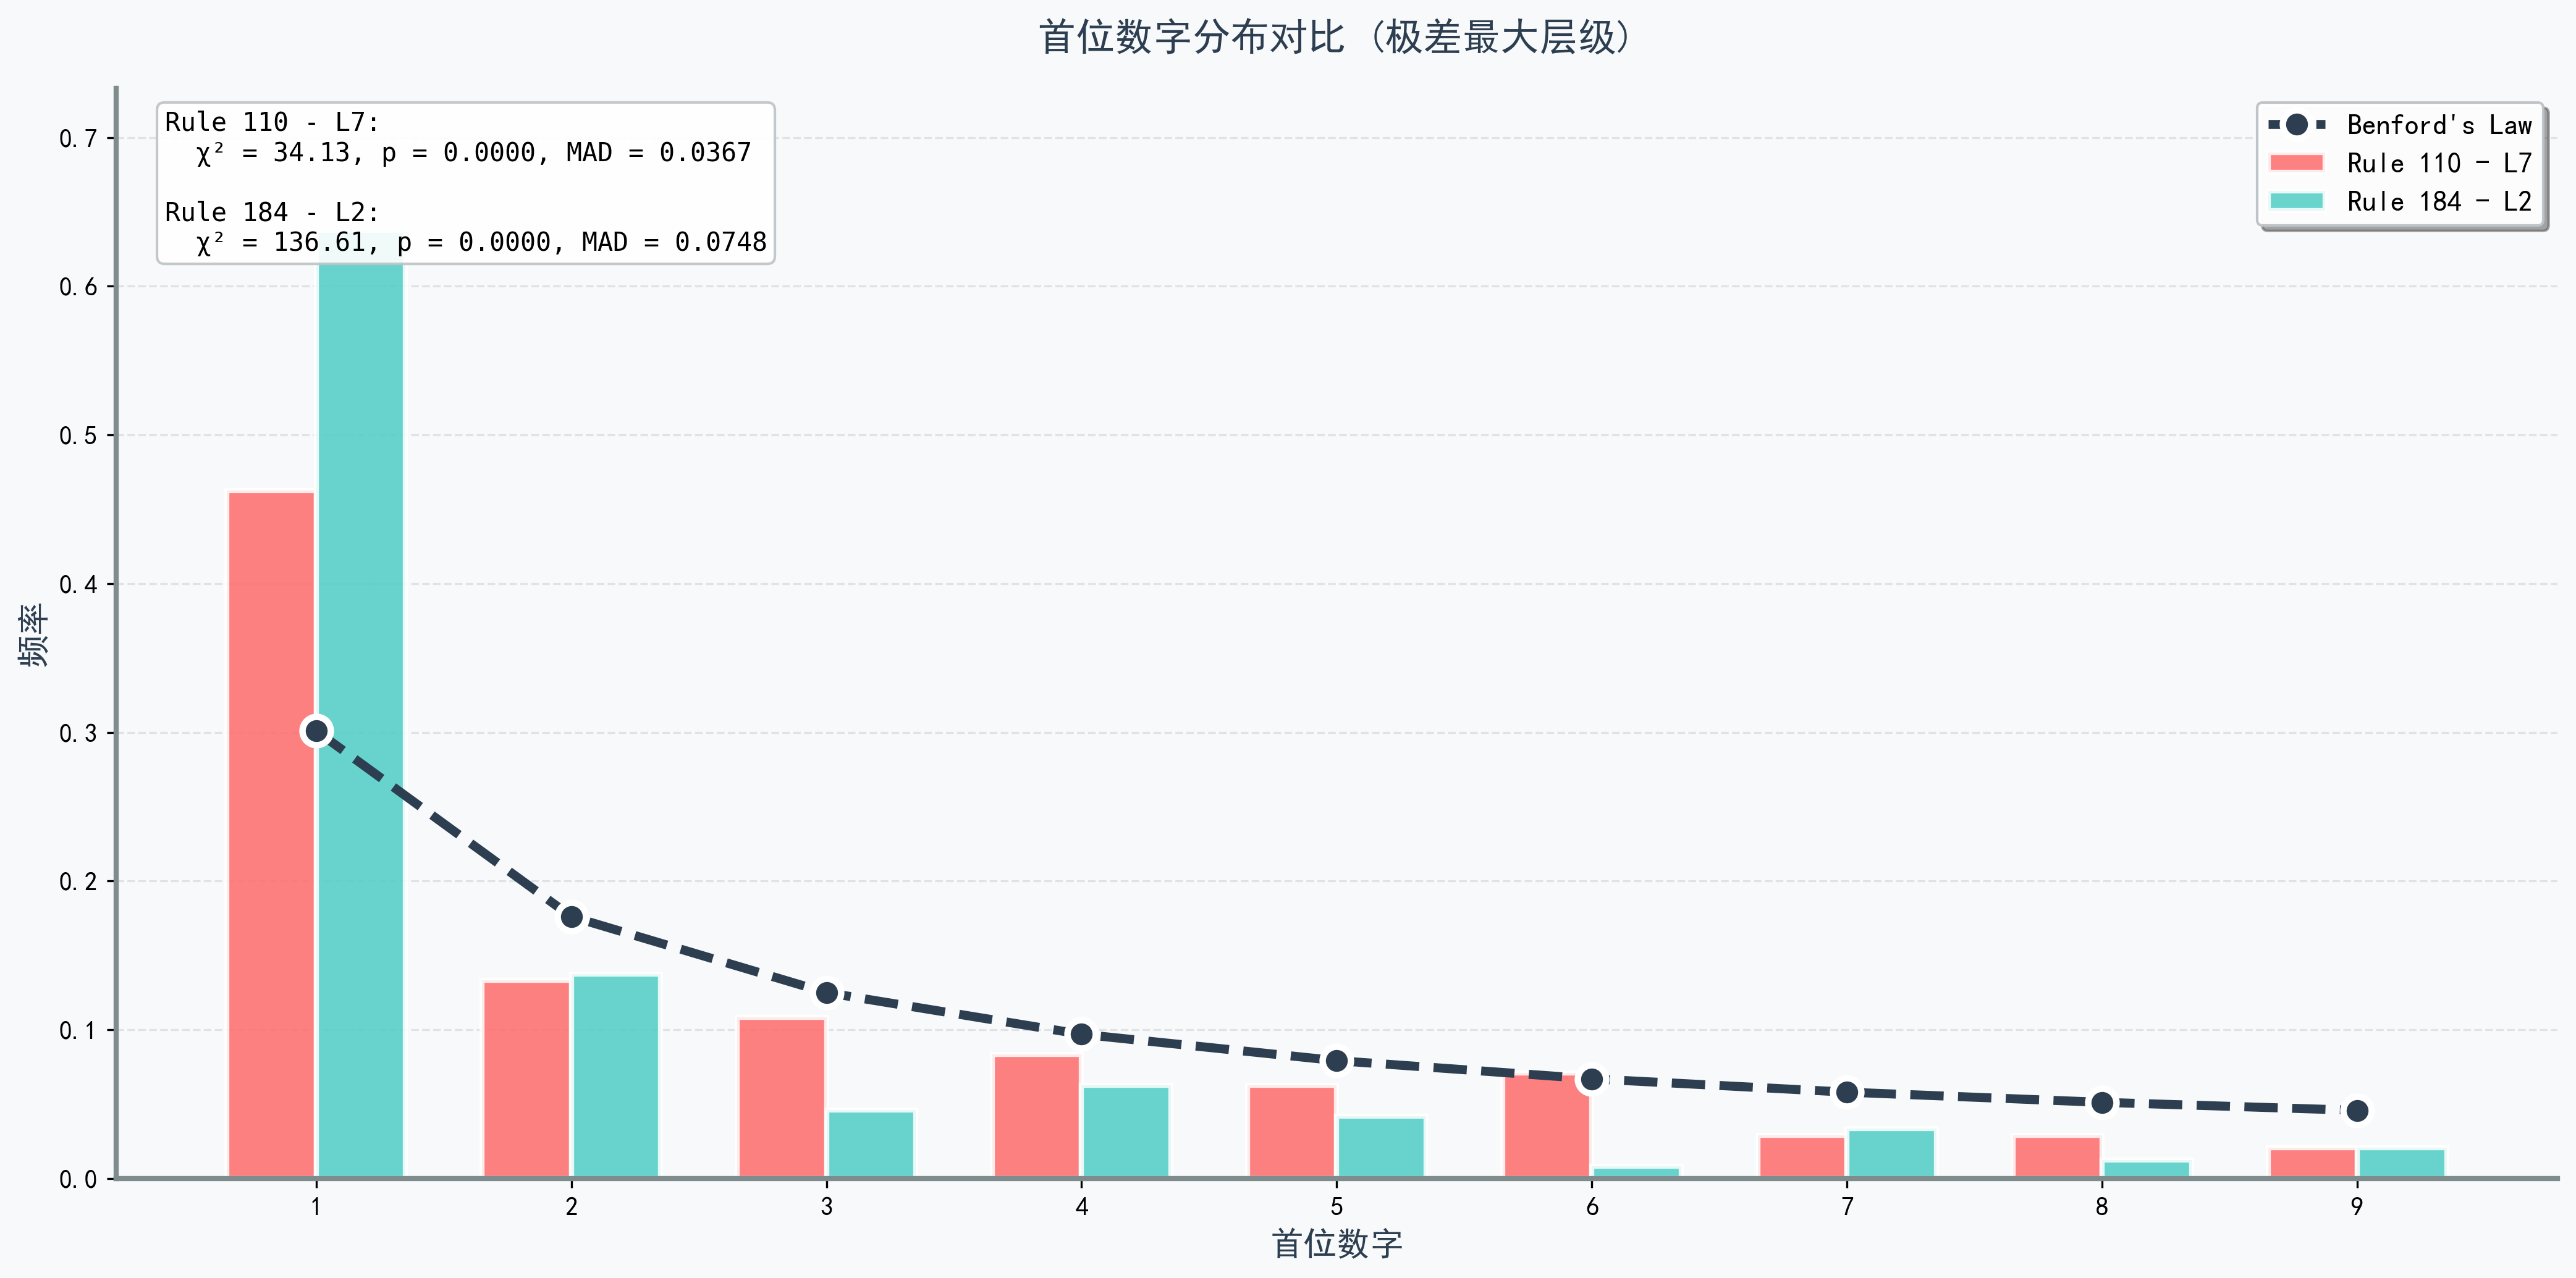 首位数字分布对比 (极差最大层级)
Rule 110 - L7:
χ² = 34.13, p = 0.0000, MAD = 0.0367
Rule 184 - L2:
χ² = 136.61, p = 0.0000, MAD = 0.0748
Benford's Law
Rule 110 - L7
Rule 184 - L2
频率
0.7
0.6
0.5
0.4
0.3
0.2
0.1
0.0
1 2 3 4 5 6 7 8 9
首位数字